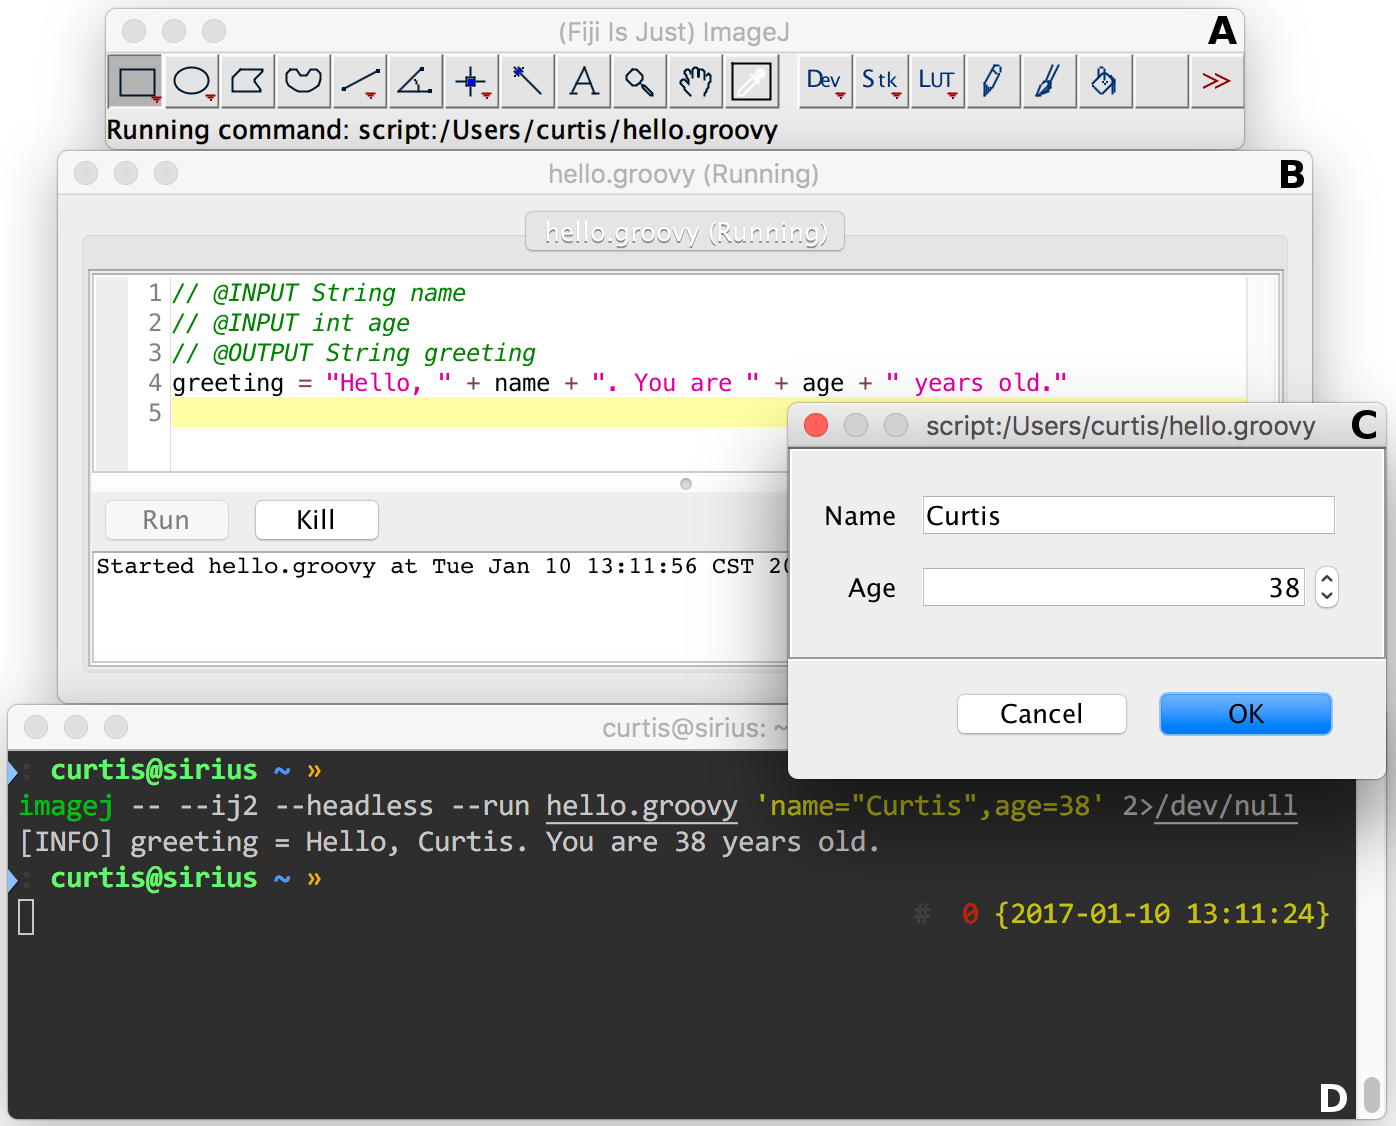 (Fiji Is Just) ImageJ
A
A
Dev
Stk
LUT
>>
Running command: script:/Users/curtis/hello.groovy
hello.groovy (Running)
B
hello.groovy (Running)
1 // @INPUT String name
2 // @INPUT int age
3 // @OUTPUT String greeting
4 greeting = "Hello, " + name + ". You are " + age + " years old."
5
Run
Kill
Started hello.groovy at Tue Jan 10 13:11:56 CST
script:/Users/curtis/hello.groovy
C
Name
Curtis
Age
38
Cancel
OK
curtis@sirius: ~
curtis@sirius ~ »
imagej -- --ij2 --headless --run hello.groovy 'name="Curtis",age=38' 2>/dev/null
[INFO] greeting = Hello, Curtis. You are 38 years old.
curtis@sirius ~ »
# 0 {2017-01-10 13:11:24}
D